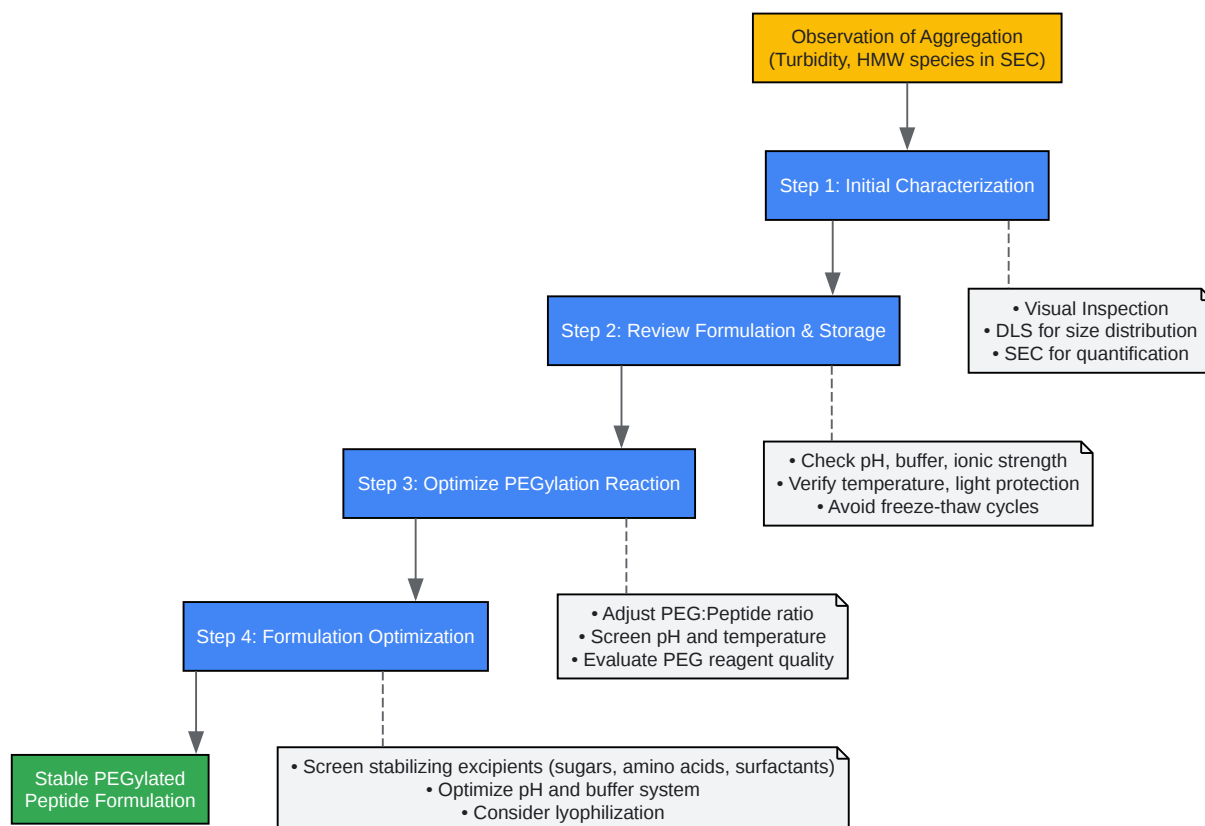 Observation of Aggregation
(Turbidity, HMW species in SEC)
Step 1: Initial Characterization
• Visual Inspection
• DLS for size distribution
• SEC for quantification
Step 2: Review Formulation & Storage
• Check pH, buffer, ionic strength
• Verify temperature, light protection
• Avoid freeze-thaw cycles
Step 3: Optimize PEGylation Reaction
• Adjust PEG:Peptide ratio
• Screen pH and temperature
• Evaluate PEG reagent quality
Step 4: Formulation Optimization
• Screen stabilizing excipients (sugars, amino acids, surfactants)
• Optimize pH and buffer system
• Consider lyophilization
Stable PEGylated
Peptide Formulation